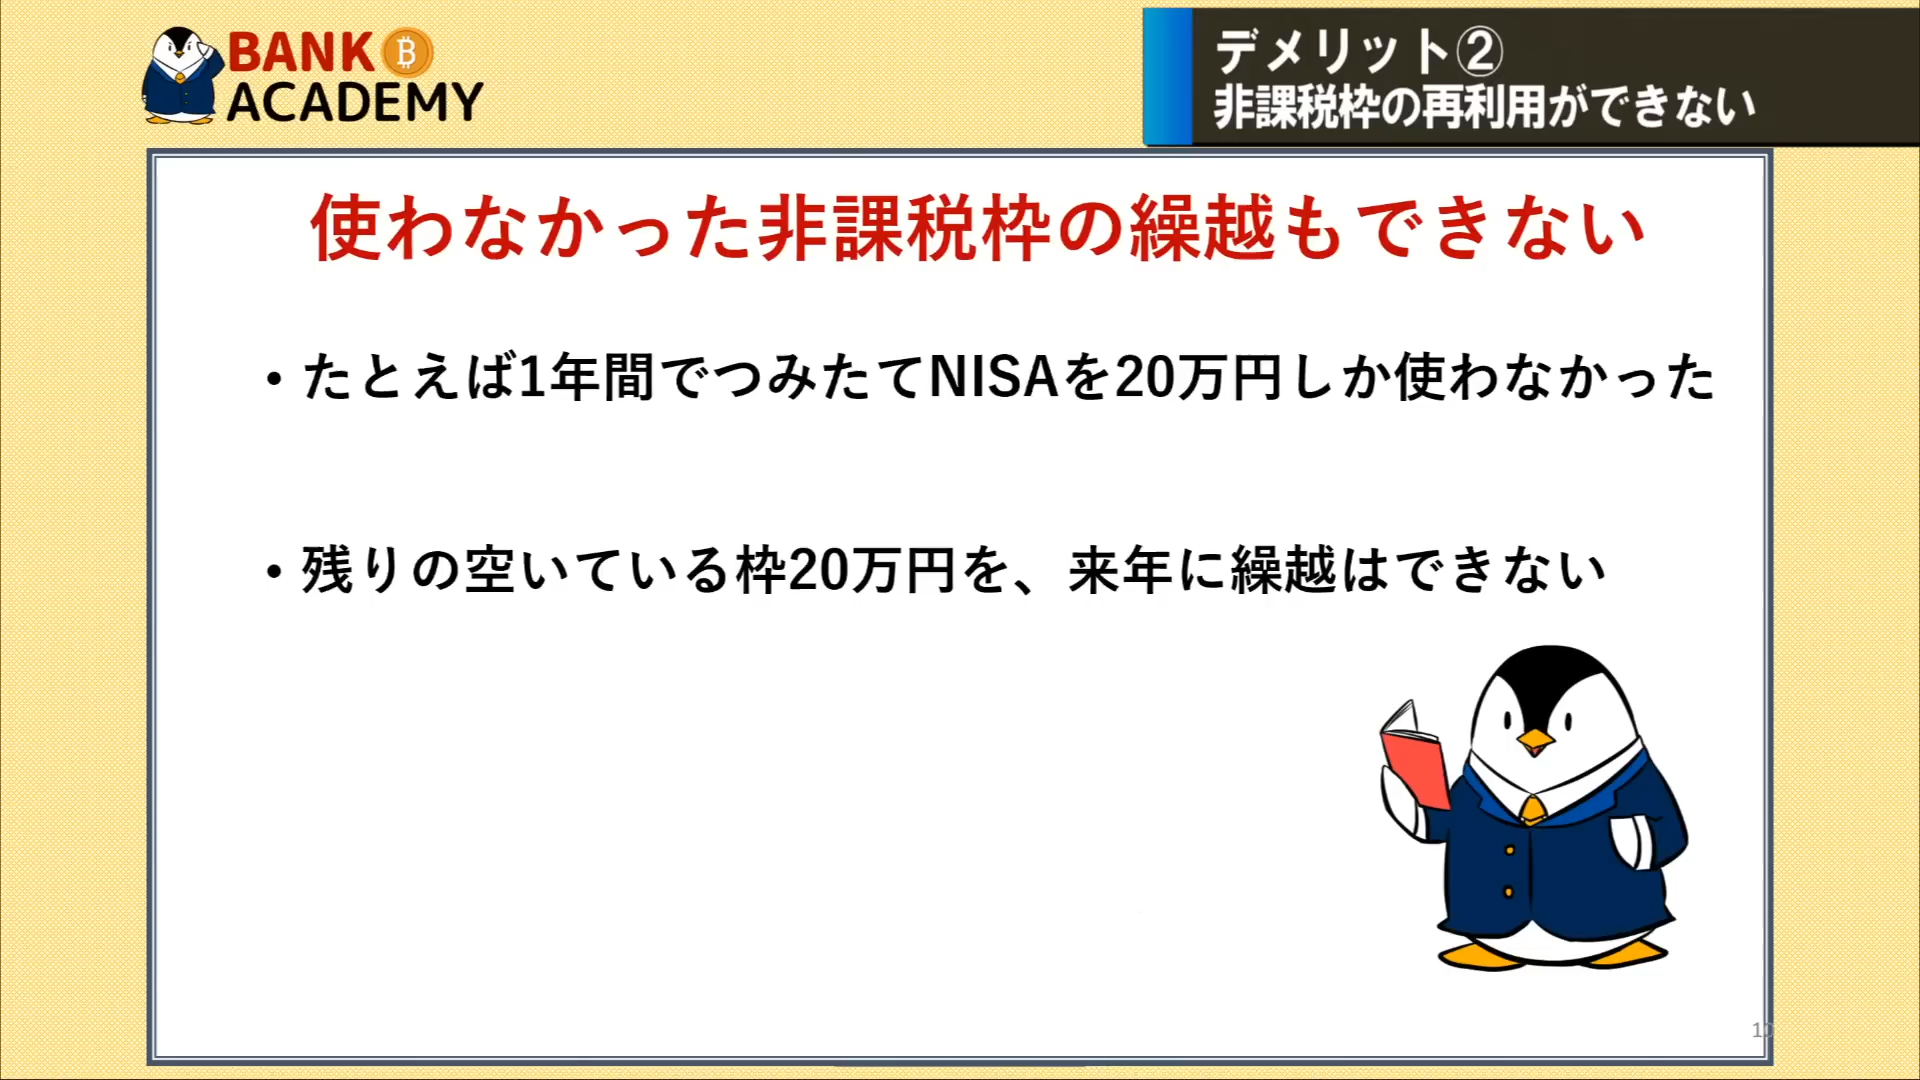 BANK
ACADEMY
デメリット②
非課税枠の再利用ができない
使わなかった非課税枠の繰越もできない
・たとえば1年間でつみたてNISAを20万円しか使わなかった
・残りの空いている枠20万円を、来年に繰越はできない